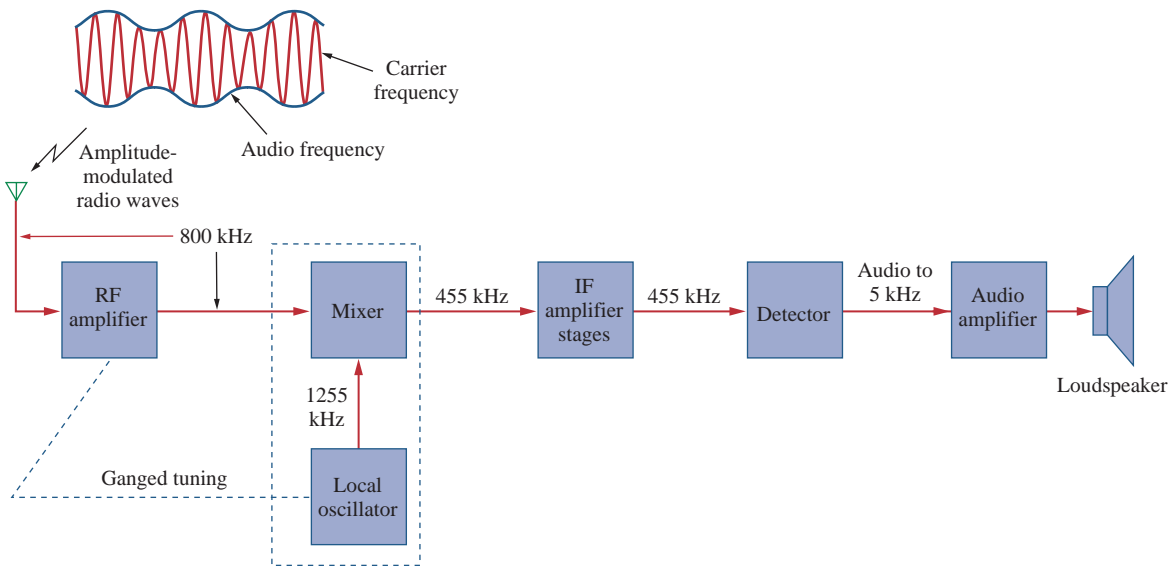 Carrier
frequency
Audio frequency
Amplitude-
modulated
radio waves
800 kHz
RF
amplifier
Mixer
455 kHz
IF
amplifier
stages
455 kHz
Detector
Audio to
5 kHz
Audio
amplifier
Loudspeaker
1255
kHz
Ganged tuning
Local
oscillator